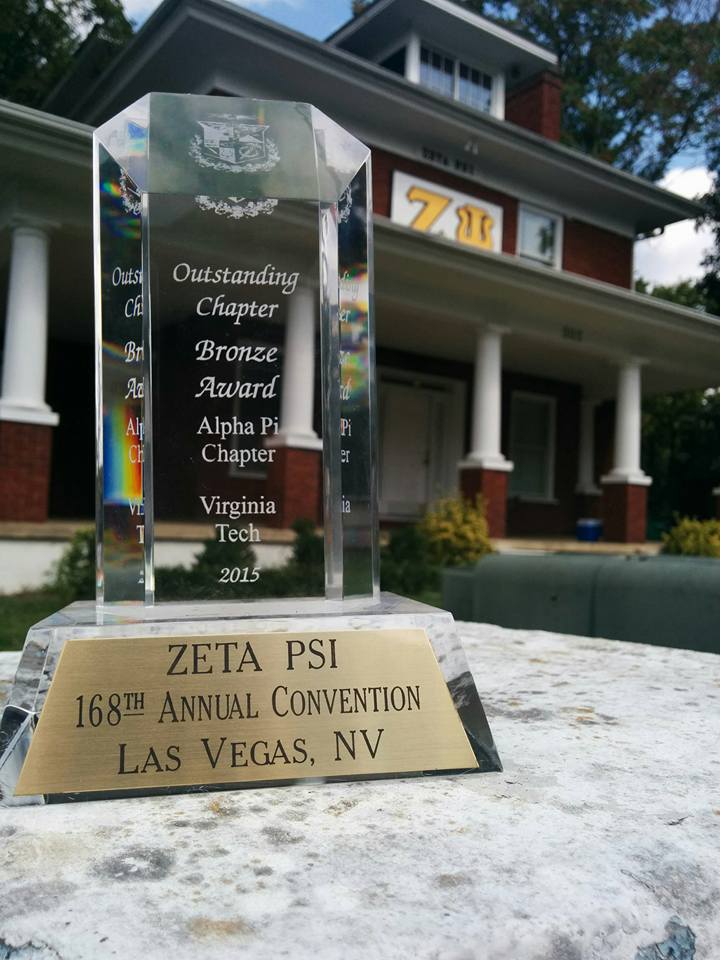 ZETA PSI
ΖΨ
Outstanding
Chapter
Bronze
Award
Alpha Pi
Chapter
Virginia
Tech
2015
ZETA PSI
168TH ANNUAL CONVENTION
LAS VEGAS, NV